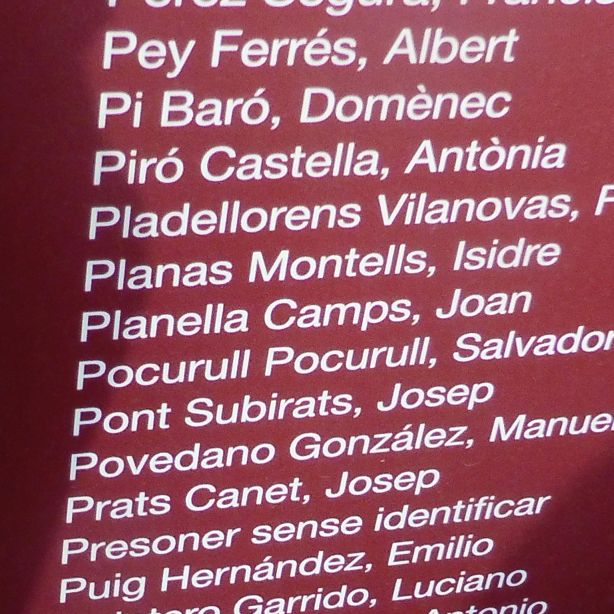 Pey Ferrés, Albert
Pi Baró, Domènec
Piró Castella, Antònia
Pladellorens Vilanovas,
Planas Montells, Isidre
Planella Camps, Joan
Pocurull Pocurull, Salvador
Pont Subirats, Josep
Povedano González, Manuel
Prats Canet, Josep
Presoner sense identificar
Puig Hernández, Emilio
Garrido, Luciano
Antonio